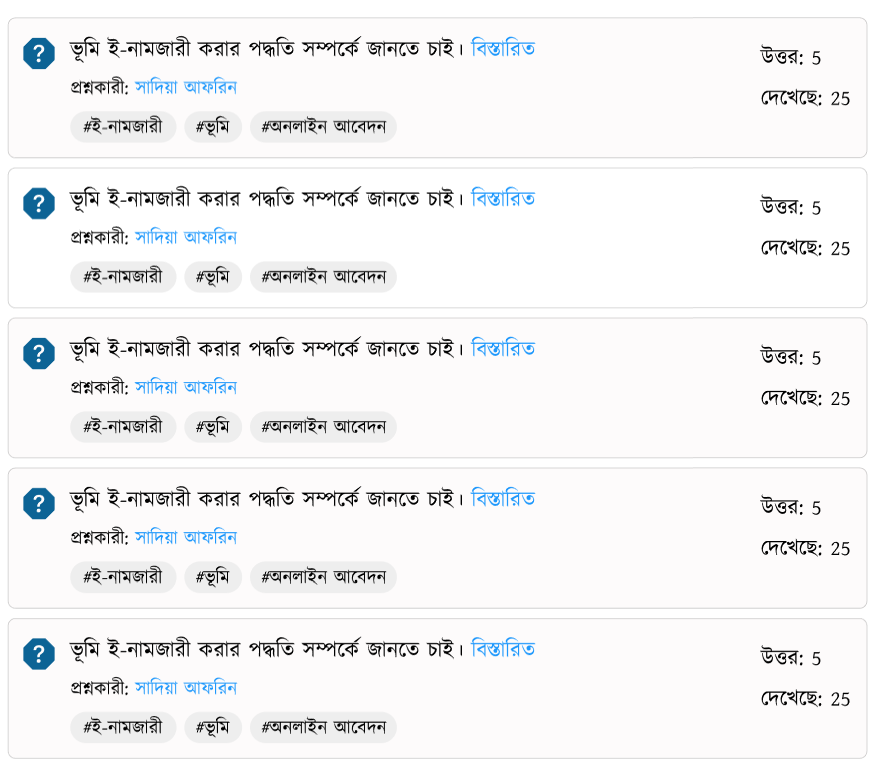 ভূমি ই-নামজারী করার পদ্ধতি সম্পর্কে জানতে চাই। বিস্তারিত
উত্তর: 5
প্রশ্নকারী: সাদিয়া আফরিন
দেখেছে: 25
#ই-নামজারী #ভূমি #অনলাইন আবেদন
ভূমি ই-নামজারী করার পদ্ধতি সম্পর্কে জানতে চাই। বিস্তারিত
উত্তর: 5
প্রশ্নকারী: সাদিয়া আফরিন
দেখেছে: 25
#ই-নামজারী #ভূমি #অনলাইন আবেদন
ভূমি ই-নামজারী করার পদ্ধতি সম্পর্কে জানতে চাই। বিস্তারিত
উত্তর: 5
প্রশ্নকারী: সাদিয়া আফরিন
দেখেছে: 25
#ই-নামজারী #ভূমি #অনলাইন আবেদন
ভূমি ই-নামজারী করার পদ্ধতি সম্পর্কে জানতে চাই। বিস্তারিত
উত্তর: 5
প্রশ্নকারী: সাদিয়া আফরিন
দেখেছে: 25
#ই-নামজারী #ভূমি #অনলাইন আবেদন
ভূমি ই-নামজারী করার পদ্ধতি সম্পর্কে জানতে চাই। বিস্তারিত
উত্তর: 5
প্রশ্নকারী: সাদিয়া আফরিন
দেখেছে: 25
#ই-নামজারী #ভূমি #অনলাইন আবেদন